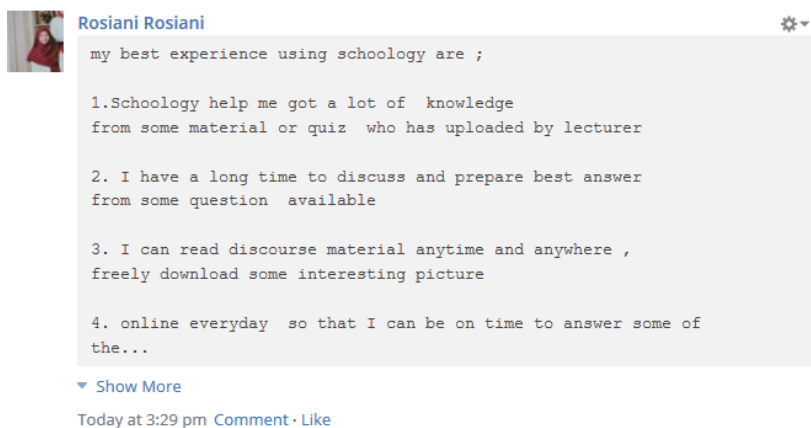 Rosiani Rosiani
my best experience using schoology are ;
1.Schoology help me got a lot of knowledge
from some material or quiz who has uploaded by lecturer
2. I have a long time to discuss and prepare best answer
from some question available
3. I can read discourse material anytime and anywhere ,
freely download some interesting picture
4. online everyday so that I can be on time to answer some of
the...
Show More
Today at 3:29 pm Comment · Like